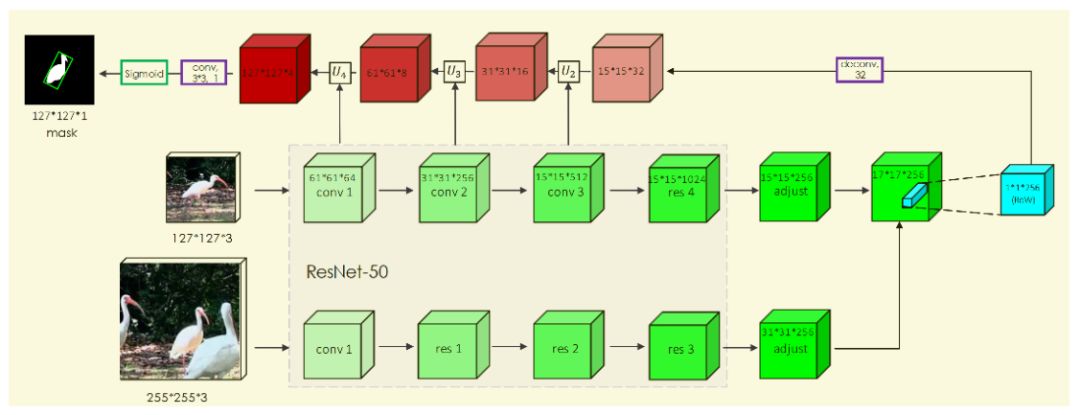 127*127*1
mask
Sigmoid
conv,
3*3, 1
127*127*4
U4
61*61*8
U3
31*31*16
U2
15*15*32
deconv,
32
127*127*3
61*61*64
conv 1
31*31*256
conv 2
15*15*512
conv 3
15*15*1024
res 4
15*15*256
adjust
17*17*256
1*1*256
(RoW)
ResNet-50
255*255*3
conv 1
res 1
res 2
res 3
31*31*256
adjust